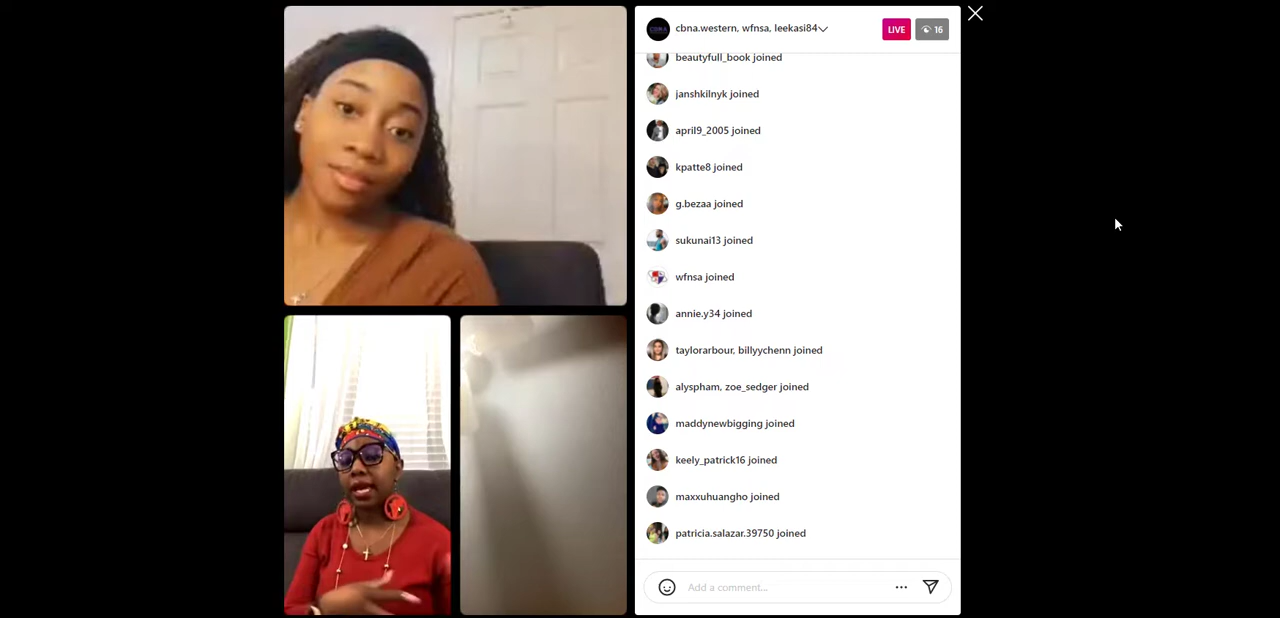 cbna.western, wfnsa, leekasi84
LIVE
16
beautyfull_book joined
janshkilnyk joined
april9_2005 joined
kpatte8 joined
g.bezaa joined
sukunai13 joined
wfnsa joined
annie.y34 joined
taylorarbour, billyychenn joined
alyspham, zoe_sedger joined
maddynewbigging joined
keely_patrick16 joined
maxxuhuangho joined
patricia.salazar.39750 joined
Add a comment...